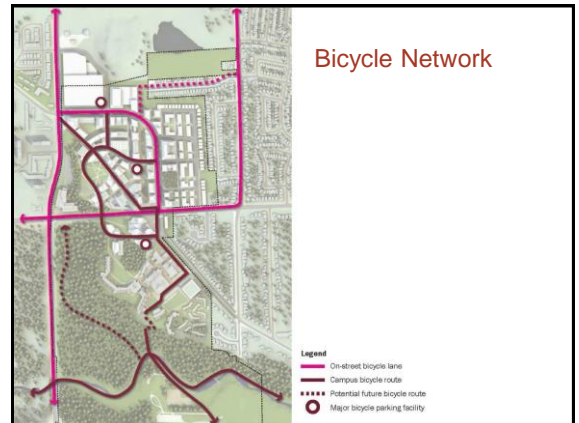 Bicycle Network
Legend
On-street bicycle lane
Campus bicycle route
Potential future bicycle route
Major bicycle parking facility